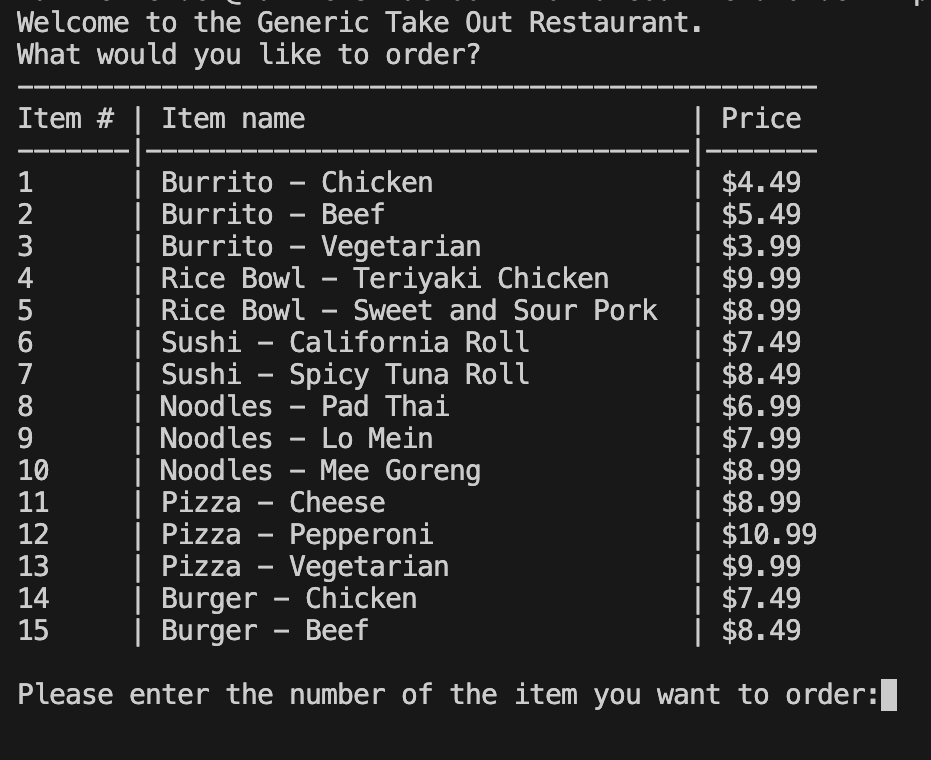 Welcome to the Generic Take Out Restaurant.
What would you like to order?
--------------------------------------------------
Item # | Item name                        | Price
-------|----------------------------------|-------
1      | Burrito - Chicken                | $4.49
2      | Burrito - Beef                   | $5.49
3      | Burrito - Vegetarian             | $3.99
4      | Rice Bowl - Teriyaki Chicken     | $9.99
5      | Rice Bowl - Sweet and Sour Pork  | $8.99
6      | Sushi - California Roll          | $7.49
7      | Sushi - Spicy Tuna Roll          | $8.49
8      | Noodles - Pad Thai               | $6.99
9      | Noodles - Lo Mein                | $7.99
10     | Noodles - Mee Goreng             | $8.99
11     | Pizza - Cheese                   | $8.99
12     | Pizza - Pepperoni                | $10.99
13     | Pizza - Vegetarian               | $9.99
14     | Burger - Chicken                 | $7.49
15     | Burger - Beef                    | $8.49
Please enter the number of the item you want to order: